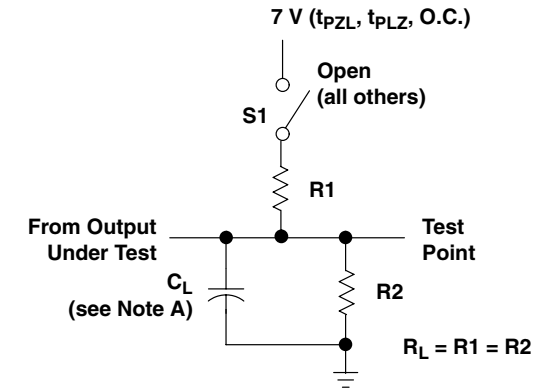 7 V (tPZL, tPLZ, O.C.)
Open
(all others)
S1
R1
From Output
Under Test
Test
Point
CL
(see Note A)
R2
RL = R1 = R2